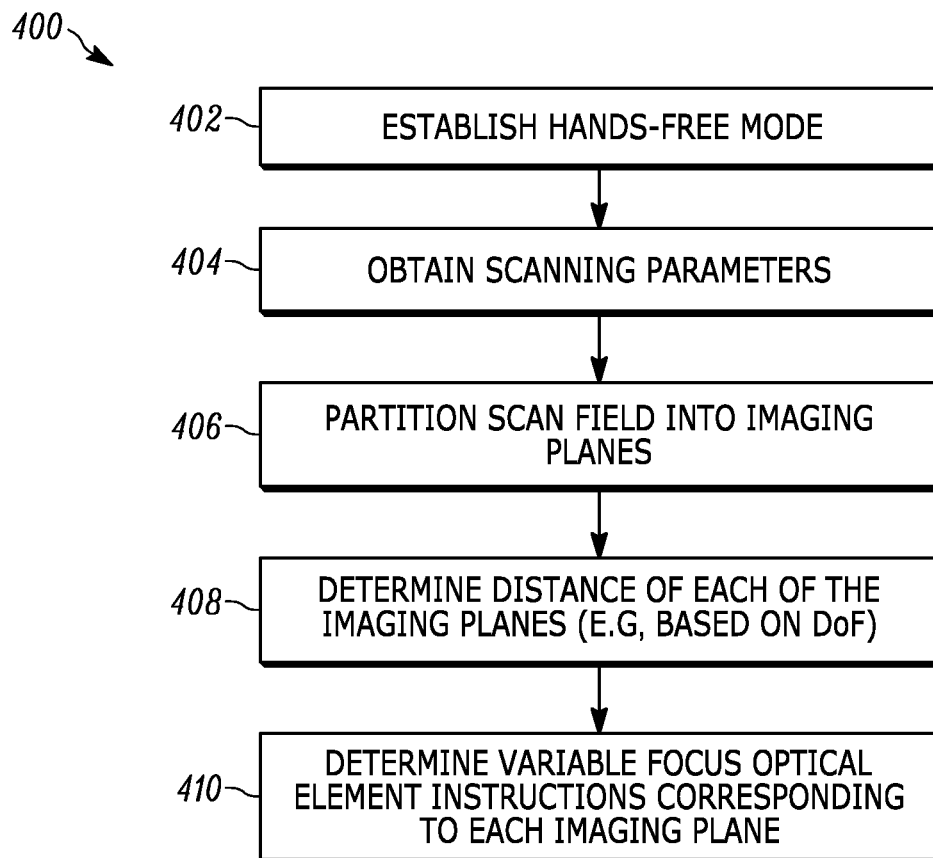 400
402
ESTABLISH HANDS-FREE MODE
404
OBTAIN SCANNING PARAMETERS
406
PARTITION SCAN FIELD INTO IMAGING
PLANES
408
DETERMINE DISTANCE OF EACH OF THE
IMAGING PLANES (E.G, BASED ON DoF)
410
DETERMINE VARIABLE FOCUS OPTICAL
ELEMENT INSTRUCTIONS CORRESPONDING
TO EACH IMAGING PLANE